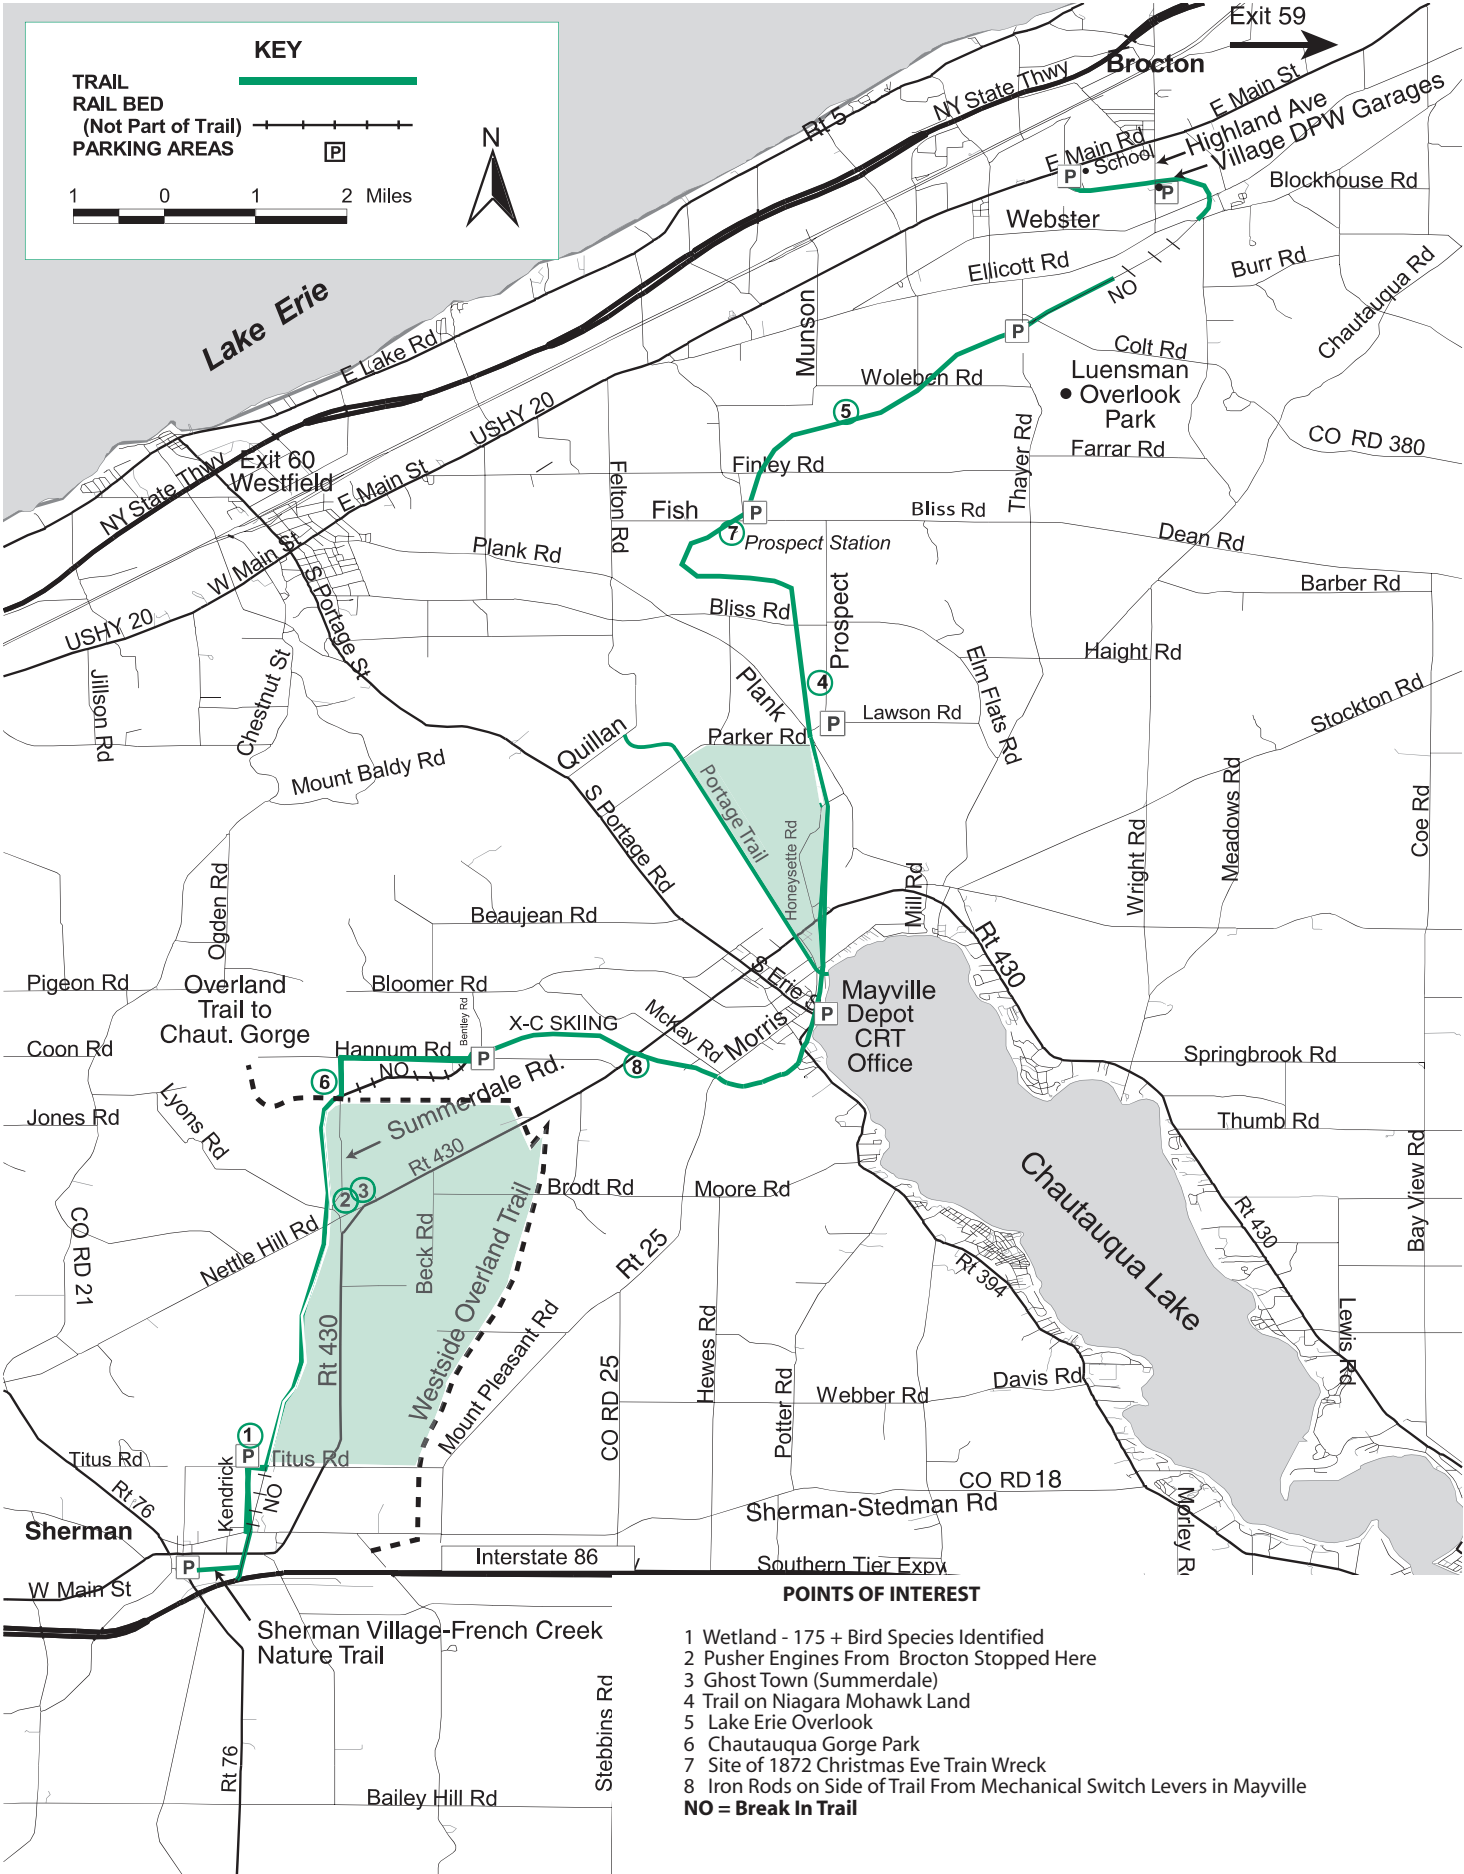 KEY
TRAIL
RAIL BED
(Not Part of Trail)
PARKING AREAS
P
1 0 1 2 Miles
N
Exit 59
Brocton
E Main St
Highland Ave
Village DPW Garages
NY State Thwy
Rt 5
E Main Rd
School
P
P
Blockhouse Rd
Webster
Ellicott Rd
Burr Rd
Chautauqua Rd
NO
Lake Erie
E Lake Rd
Munson
P
Colt Rd
Luensman
Overlook
Park
Woleben Rd
5
USHY 20
CO RD 380
Farrar Rd
Thayer Rd
Exit 60
Westfield
NY State Thwy
E Main St
Felton Rd
Finley Rd
Fish
P
Bliss Rd
7
Prospect Station
Dean Rd
Plank Rd
W Main St
S Portage St
USHY 20
Barber Rd
Bliss Rd
Prospect
Haight Rd
Elm Flats Rd
Jillson Rd
Chestnut St
Plank
4
Stockton Rd
P
Lawson Rd
Quillan
Parker Rd
Mount Baldy Rd
Portage Trail
S Portage Rd
Honeysette Rd
Meadows Rd
Wright Rd
Coe Rd
Ogden Rd
Beaujean Rd
Mill Rd
Rt 430
Pigeon Rd
Overland
Trail to
Chaut. Gorge
Bloomer Rd
Bentley Rd
S Erie S
Mayville
Depot
CRT
Office
P
X-C SKIING
McKay Rd
Morris
Coon Rd
Hannum Rd
P
NO
8
Springbrook Rd
6
Summerdale Rd.
Jones Rd
Lyons Rd
Thumb Rd
Rt 430
Chautauqua Lake
Bay View Rd
2
3
Brodt Rd
Moore Rd
CO RD 21
Nettle Hill Rd
Beck Rd
Westside Overland Trail
Rt 25
Rt 430
Rt 394
Rt 430
Mount Pleasant Rd
CO RD 25
Hewes Rd
Lewis Rd
Potter Rd
Webber Rd
Davis Rd
1
P
Titus Rd
Titus Rd
Kendrick
NO
Rt 76
CO RD 18
Sherman-Stedman Rd
Morley Rd
Sherman
P
Interstate 86
Southern Tier Expy
W Main St
Sherman Village-French Creek
Nature Trail
Rt 76
Stebbins Rd
Bailey Hill Rd
POINTS OF INTEREST
1 Wetland - 175 + Bird Species Identified
2 Pusher Engines From Brocton Stopped Here
3 Ghost Town (Summerdale)
4 Trail on Niagara Mohawk Land
5 Lake Erie Overlook
6 Chautauqua Gorge Park
7 Site of 1872 Christmas Eve Train Wreck
8 Iron Rods on Side of Trail From Mechanical Switch Levers in Mayville
NO = Break In Trail